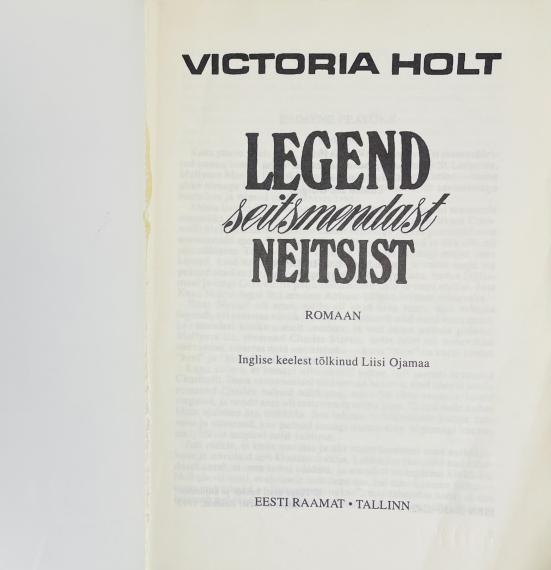 VICTORIA HOLT
LEGEND
seitsmendast
NEITSIST
ROMAAN
Inglise keelest tõlkinud Liisi Ojamaa
EESTI RAAMAT • TALLINN